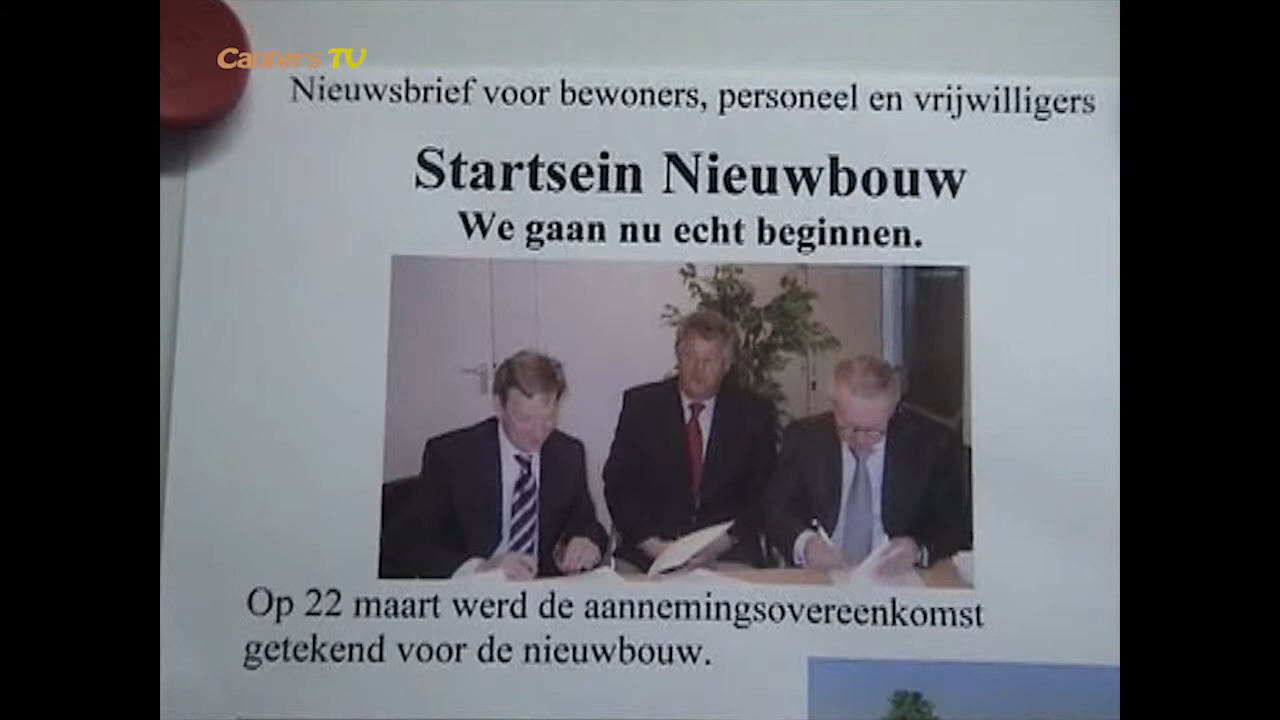 Cauters TV
Nieuwsbrief voor bewoners, personeel en vrijwilligers
Startsein Nieuwbouw
We gaan nu echt beginnen.
Op 22 maart werd de aannemingsovereenkomst
getekend voor de nieuwbouw.